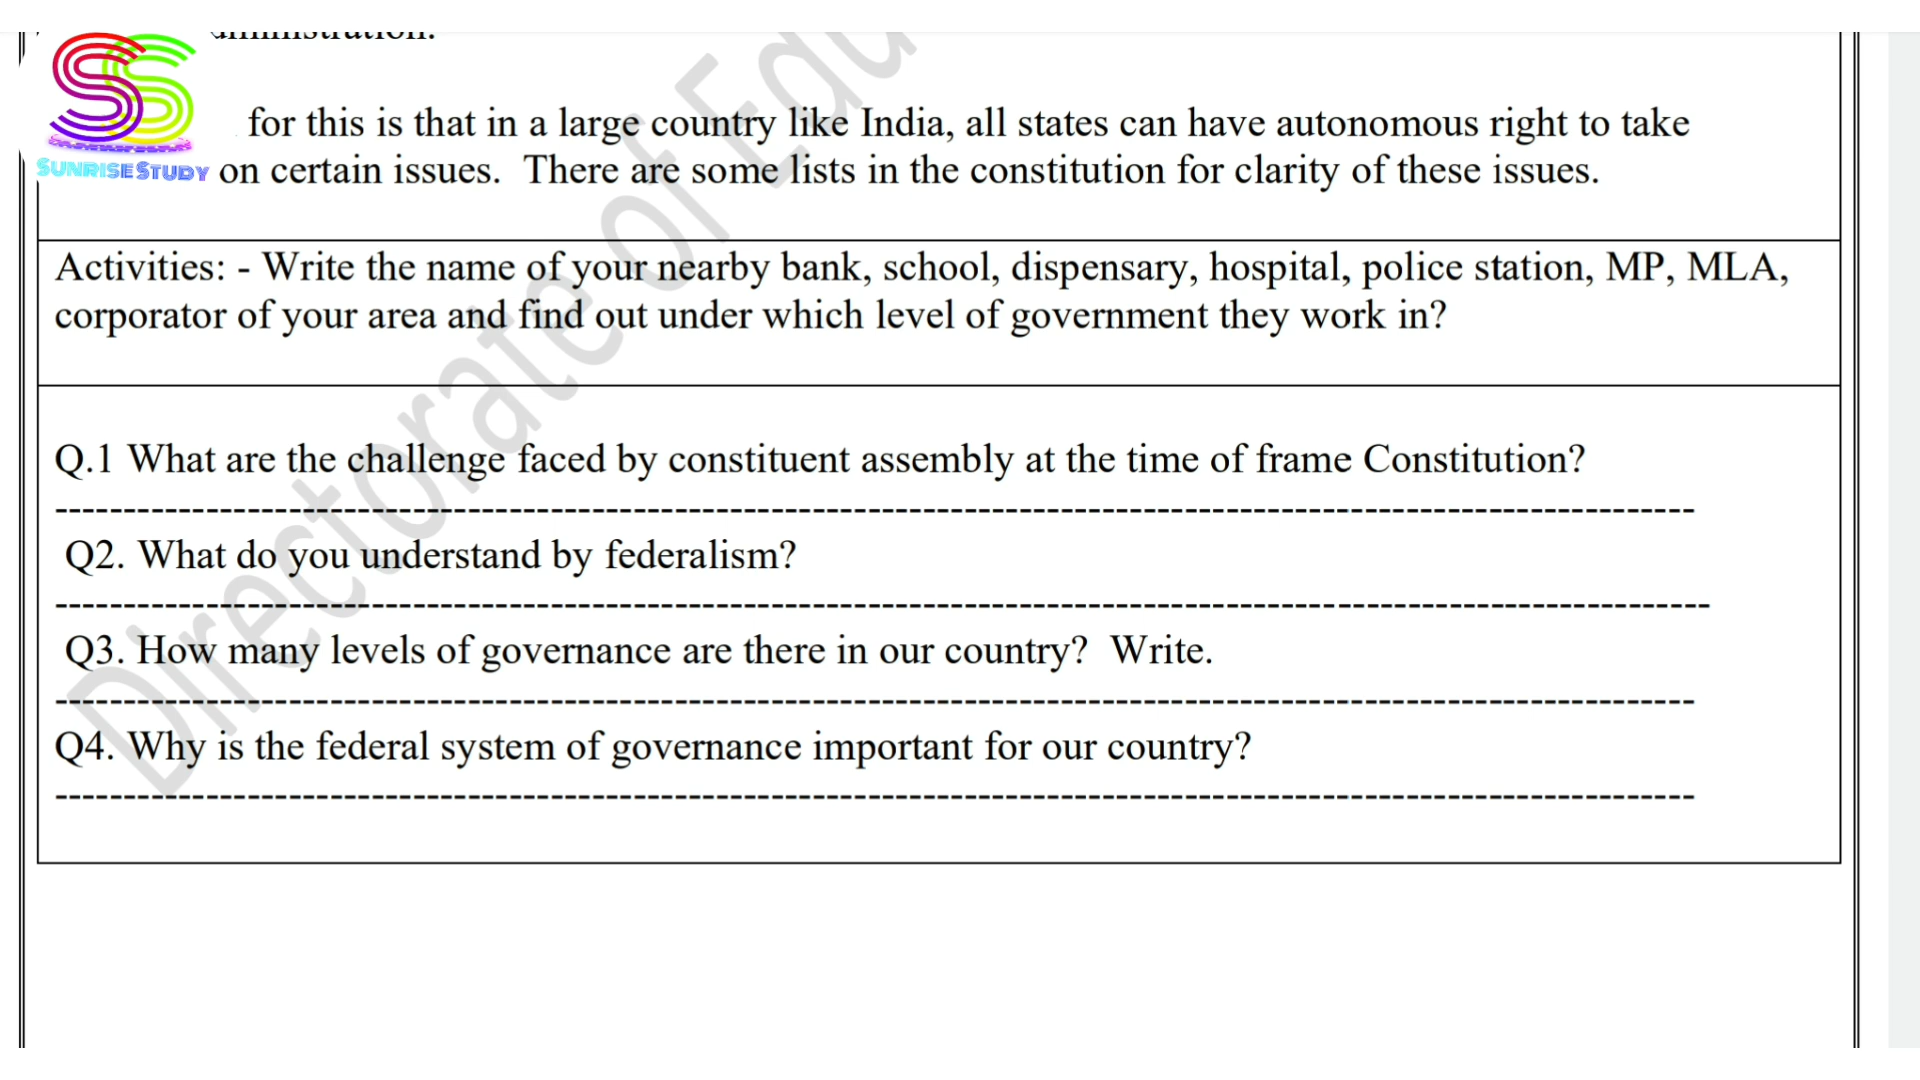 administration.
for this is that in a large country like India, all states can have autonomous right to take
SUNRISE STUDY on certain issues.  There are some lists in the constitution for clarity of these issues.
Activities: - Write the name of your nearby bank, school, dispensary, hospital, police station, MP, MLA,
corporator of your area and find out under which level of government they work in?
Q.1 What are the challenge faced by constituent assembly at the time of frame Constitution?
Q2. What do you understand by federalism?
Q3. How many levels of governance are there in our country?  Write.
Q4. Why is the federal system of governance important for our country?
Directorate of Edu